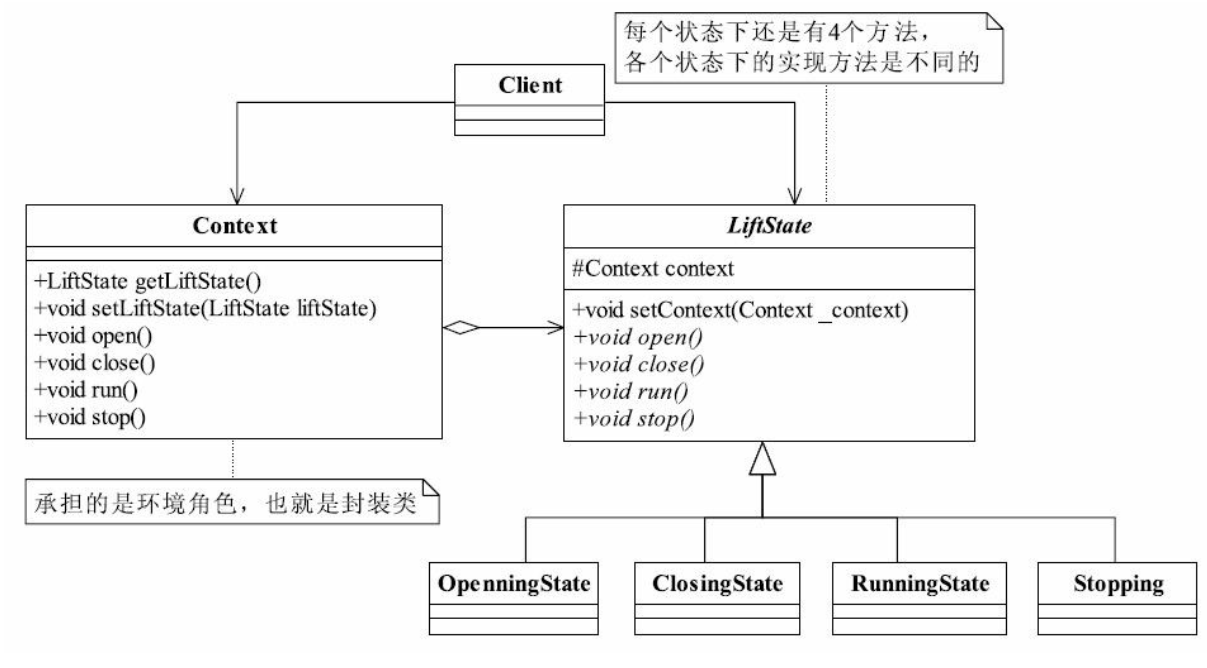 每个状态下还是有4个方法，
各个状态下的实现方法是不同的
Client
Context
+LiftState getLiftState()
+void setLiftState(LiftState liftState)
+void open()
+void close()
+void run()
+void stop()
LiftState
#Context context
+void setContext(Context _context)
+void open()
+void close()
+void run()
+void stop()
承担的是环境角色，也就是封装类
OpenningState
ClosingState
RunningState
Stopping